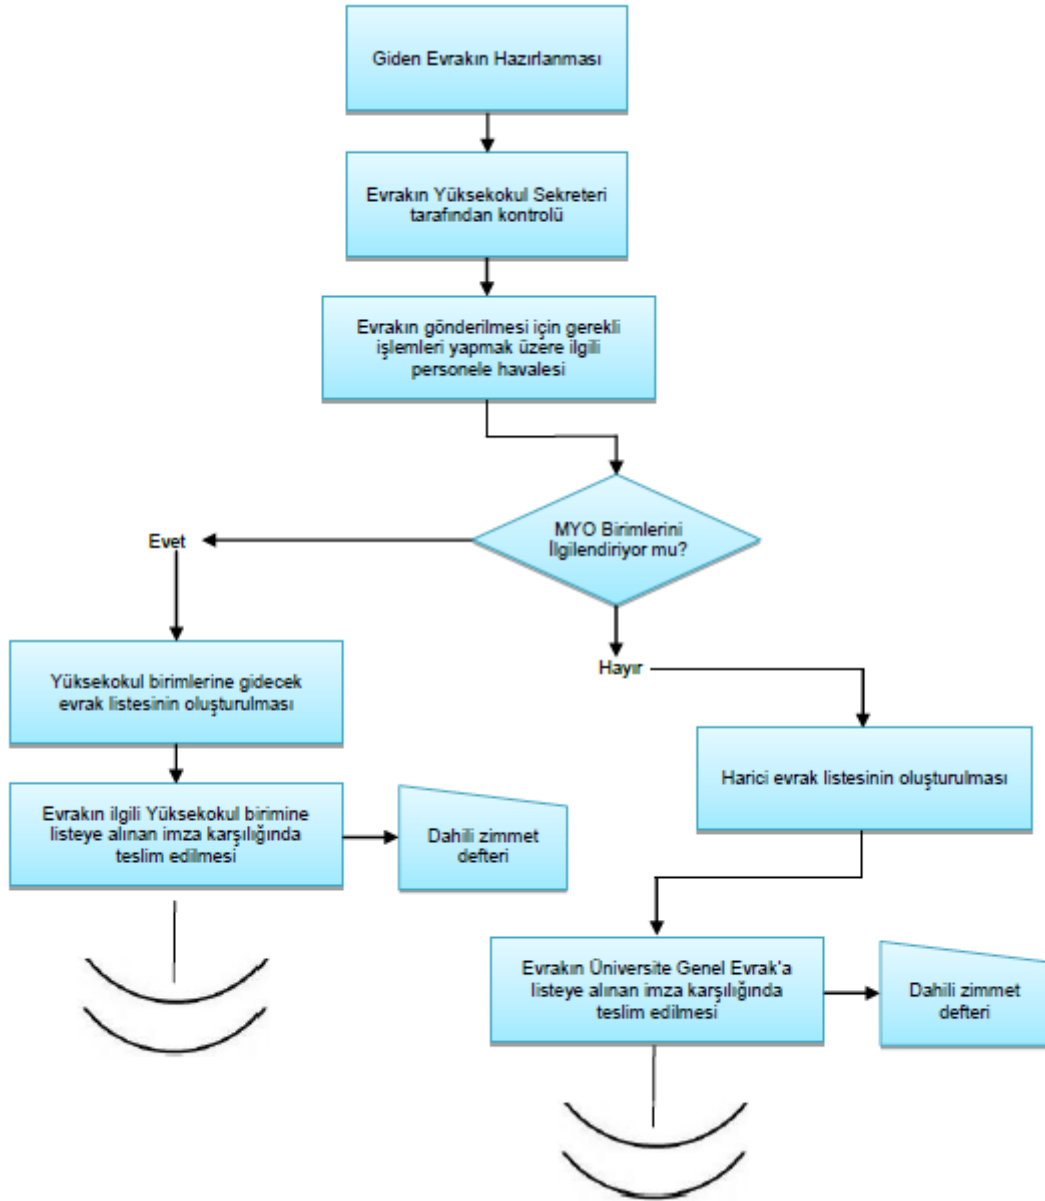 Giden Evrakın Hazırlanması
Evrakın Yüksekokul Sekreteri
tarafından kontrolü
Evrakın gönderilmesi için gerekli
işlemleri yapmak üzere ilgili
personele havalesi
MYO Birimlerini
İlgilendiriyor mu?
Evet
Hayır
Yüksekokul birimlerine gidecek
evrak listesinin oluşturulması
Harici evrak listesinin oluşturulması
Evrakın ilgili Yüksekokul birimine
listeye alınan imza karşılığında
teslim edilmesi
Dahili zimmet
defteri
Evrakın Üniversite Genel Evrak'a
listeye alınan imza karşılığında
teslim edilmesi
Dahili zimmet
defteri